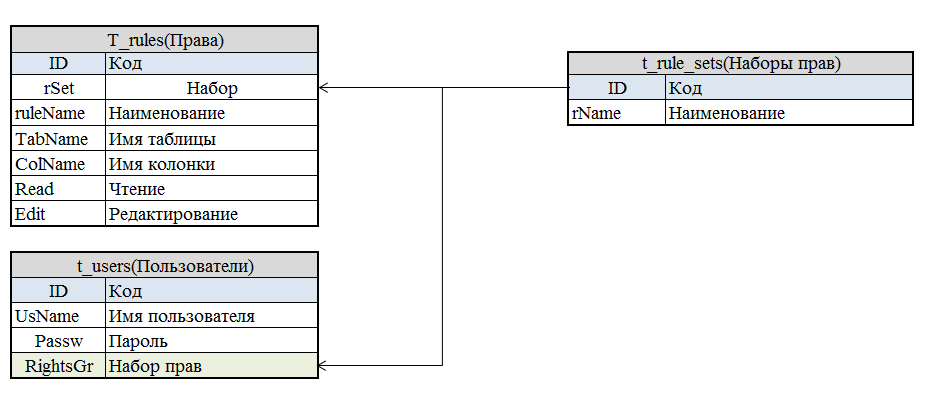 T_rules(Права)
ID Код
rSet Набор
ruleName Наименование
TabName Имя таблицы
ColName Имя колонки
Read Чтение
Edit Редактирование
t_rule_sets(Наборы прав)
ID Код
rName Наименование
t_users(Пользователи)
ID Код
UsName Имя пользователя
Passw Пароль
RightsGr Набор прав